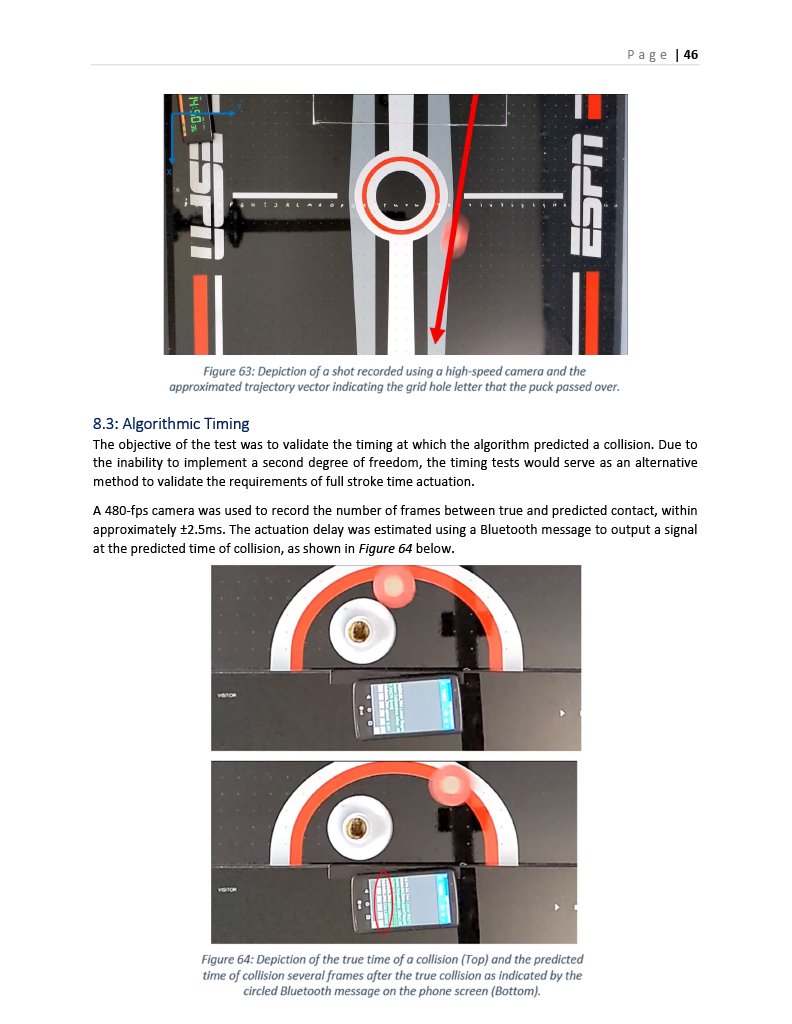 Page | 46
Y
X
ESPN
ESPN
Figure 63: Depiction of a shot recorded using a high-speed camera and the
approximated trajectory vector indicating the grid hole letter that the puck passed over.
8.3: Algorithmic Timing
The objective of the test was to validate the timing at which the algorithm predicted a collision. Due to
the inability to implement a second degree of freedom, the timing tests would serve as an alternative
method to validate the requirements of full stroke time actuation.
A 480-fps camera was used to record the number of frames between true and predicted contact, within
approximately ±2.5ms. The actuation delay was estimated using a Bluetooth message to output a signal
at the predicted time of collision, as shown in Figure 64 below.
VISITOR
VISITOR
Figure 64: Depiction of the true time of a collision (Top) and the predicted
time of collision several frames after the true collision as indicated by the
circled Bluetooth message on the phone screen (Bottom).